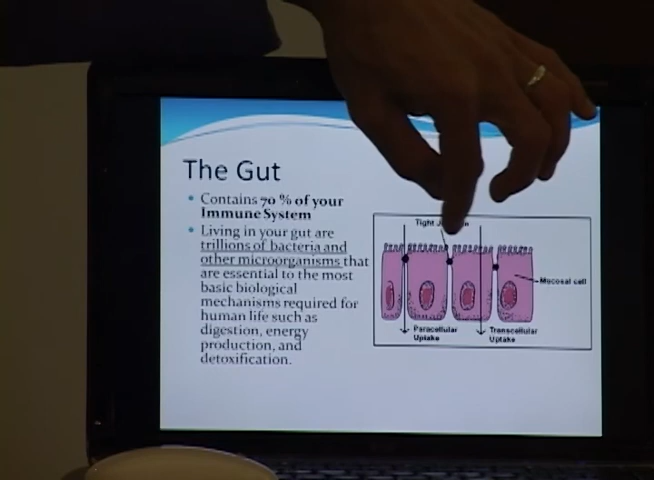 The Gut
Contains 70 % of your
Immune System
Living in your gut are
trillions of bacteria and
other microorganisms that
are essential to the most
basic biological
mechanisms required for
human life such as
digestion, energy
production, and
detoxification.
Tight
Mucosal cell
Paracellular
Uptake
Transcellular
Uptake